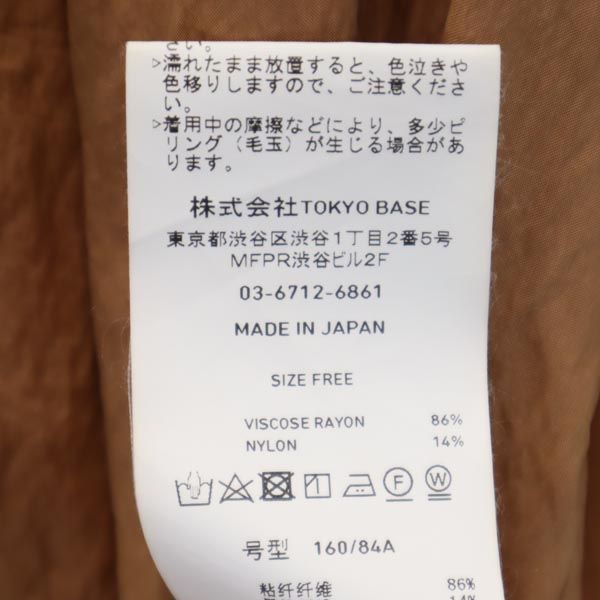 さい。
▷濡れたまま放置すると、色泣きや
色移りしますので、ご注意くださ
い。
▷着用中の摩擦などにより、多少ピ
リング（毛玉）が生じる場合があ
ります。
株式会社TOKYO BASE
東京都渋谷区渋谷1丁目2番5号
MFPR渋谷ビル2F
03-6712-6861
MADE IN JAPAN
SIZE FREE
VISCOSE RAYON 86%
NYLON 14%
F W
号型 160/84A
粘纤纤维 86%
14%